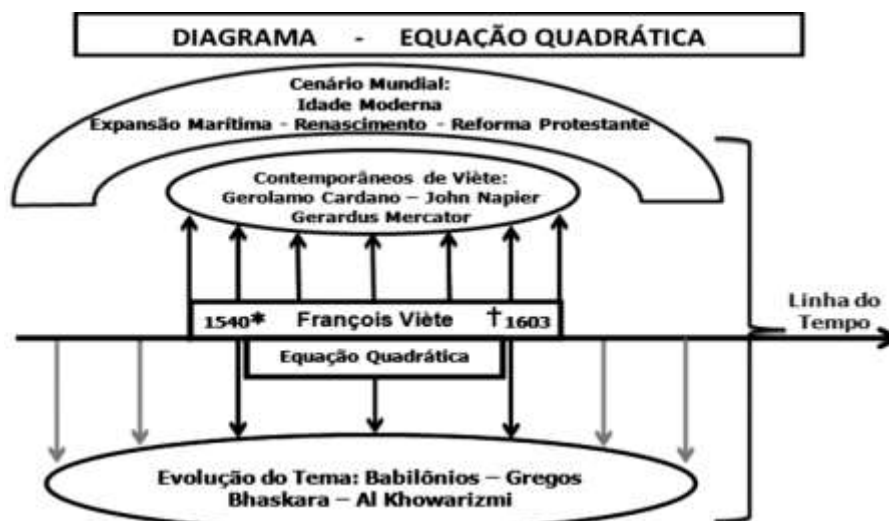 DIAGRAMA - EQUAÇÃO QUADRÁTICA
Cenário Mundial:
Idade Moderna
Expansão Marítima - Renascimento - Reforma Protestante
Contemporâneos de Viète:
Gerolamo Cardano – John Napier
Gerardus Mercator
1540* François Viète †1603
Linha do
Tempo
Equação Quadrática
Evolução do Tema: Babilônios – Gregos
Bhaskara – Al Khowarizmi